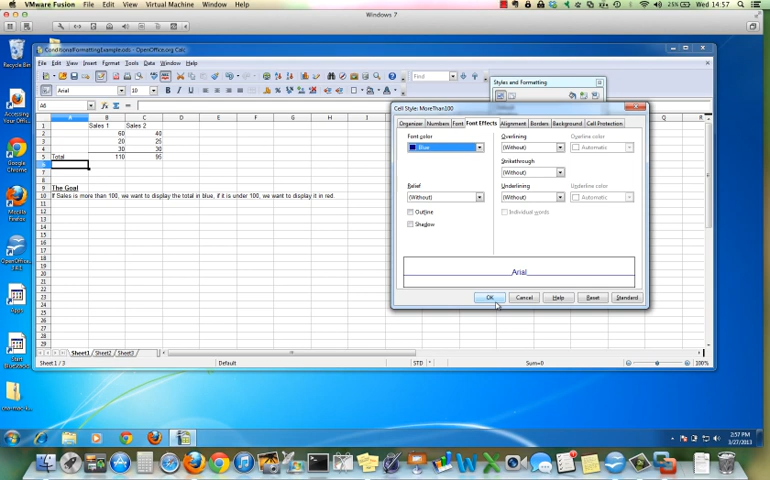 VMware Fusion File Edit View Virtual Machine Window Help
Wed 14:57
Windows 7
ConditionalFormattingExample.ods - OpenOffice.org Calc
File Edit View Insert Format Tools Data Window Help
Find
Styles and Formatting
Arial 10
A6
A B C D E F G H Q R
Sales 1 Sales 2
60 40
20 25
30 30
Total 110 95
The Goal
If Sales is more than 100, we want to display the total in blue, if it is under 100, we want to display it in red.
Cell Style: MoreThan100
Organizer Numbers Font Font Effects Alignment Borders Background Cell Protection
Font color
Blue
Overlining
(Without)
Overline color
Automatic
Strikethrough
(Without)
Relief
(Without)
Underlining
(Without)
Underline color
Automatic
Outline
Shadow
Individual words
Arial
OK Cancel Help Reset Standard
Sheet1 Sheet2 Sheet3
Sheet 1 / 3 Default STD * Sum=0 100%
Recycle Bin
Google Chrome
Mozilla Firefox
Apps
Start BlueStacks
2:57 PM
3/27/2013